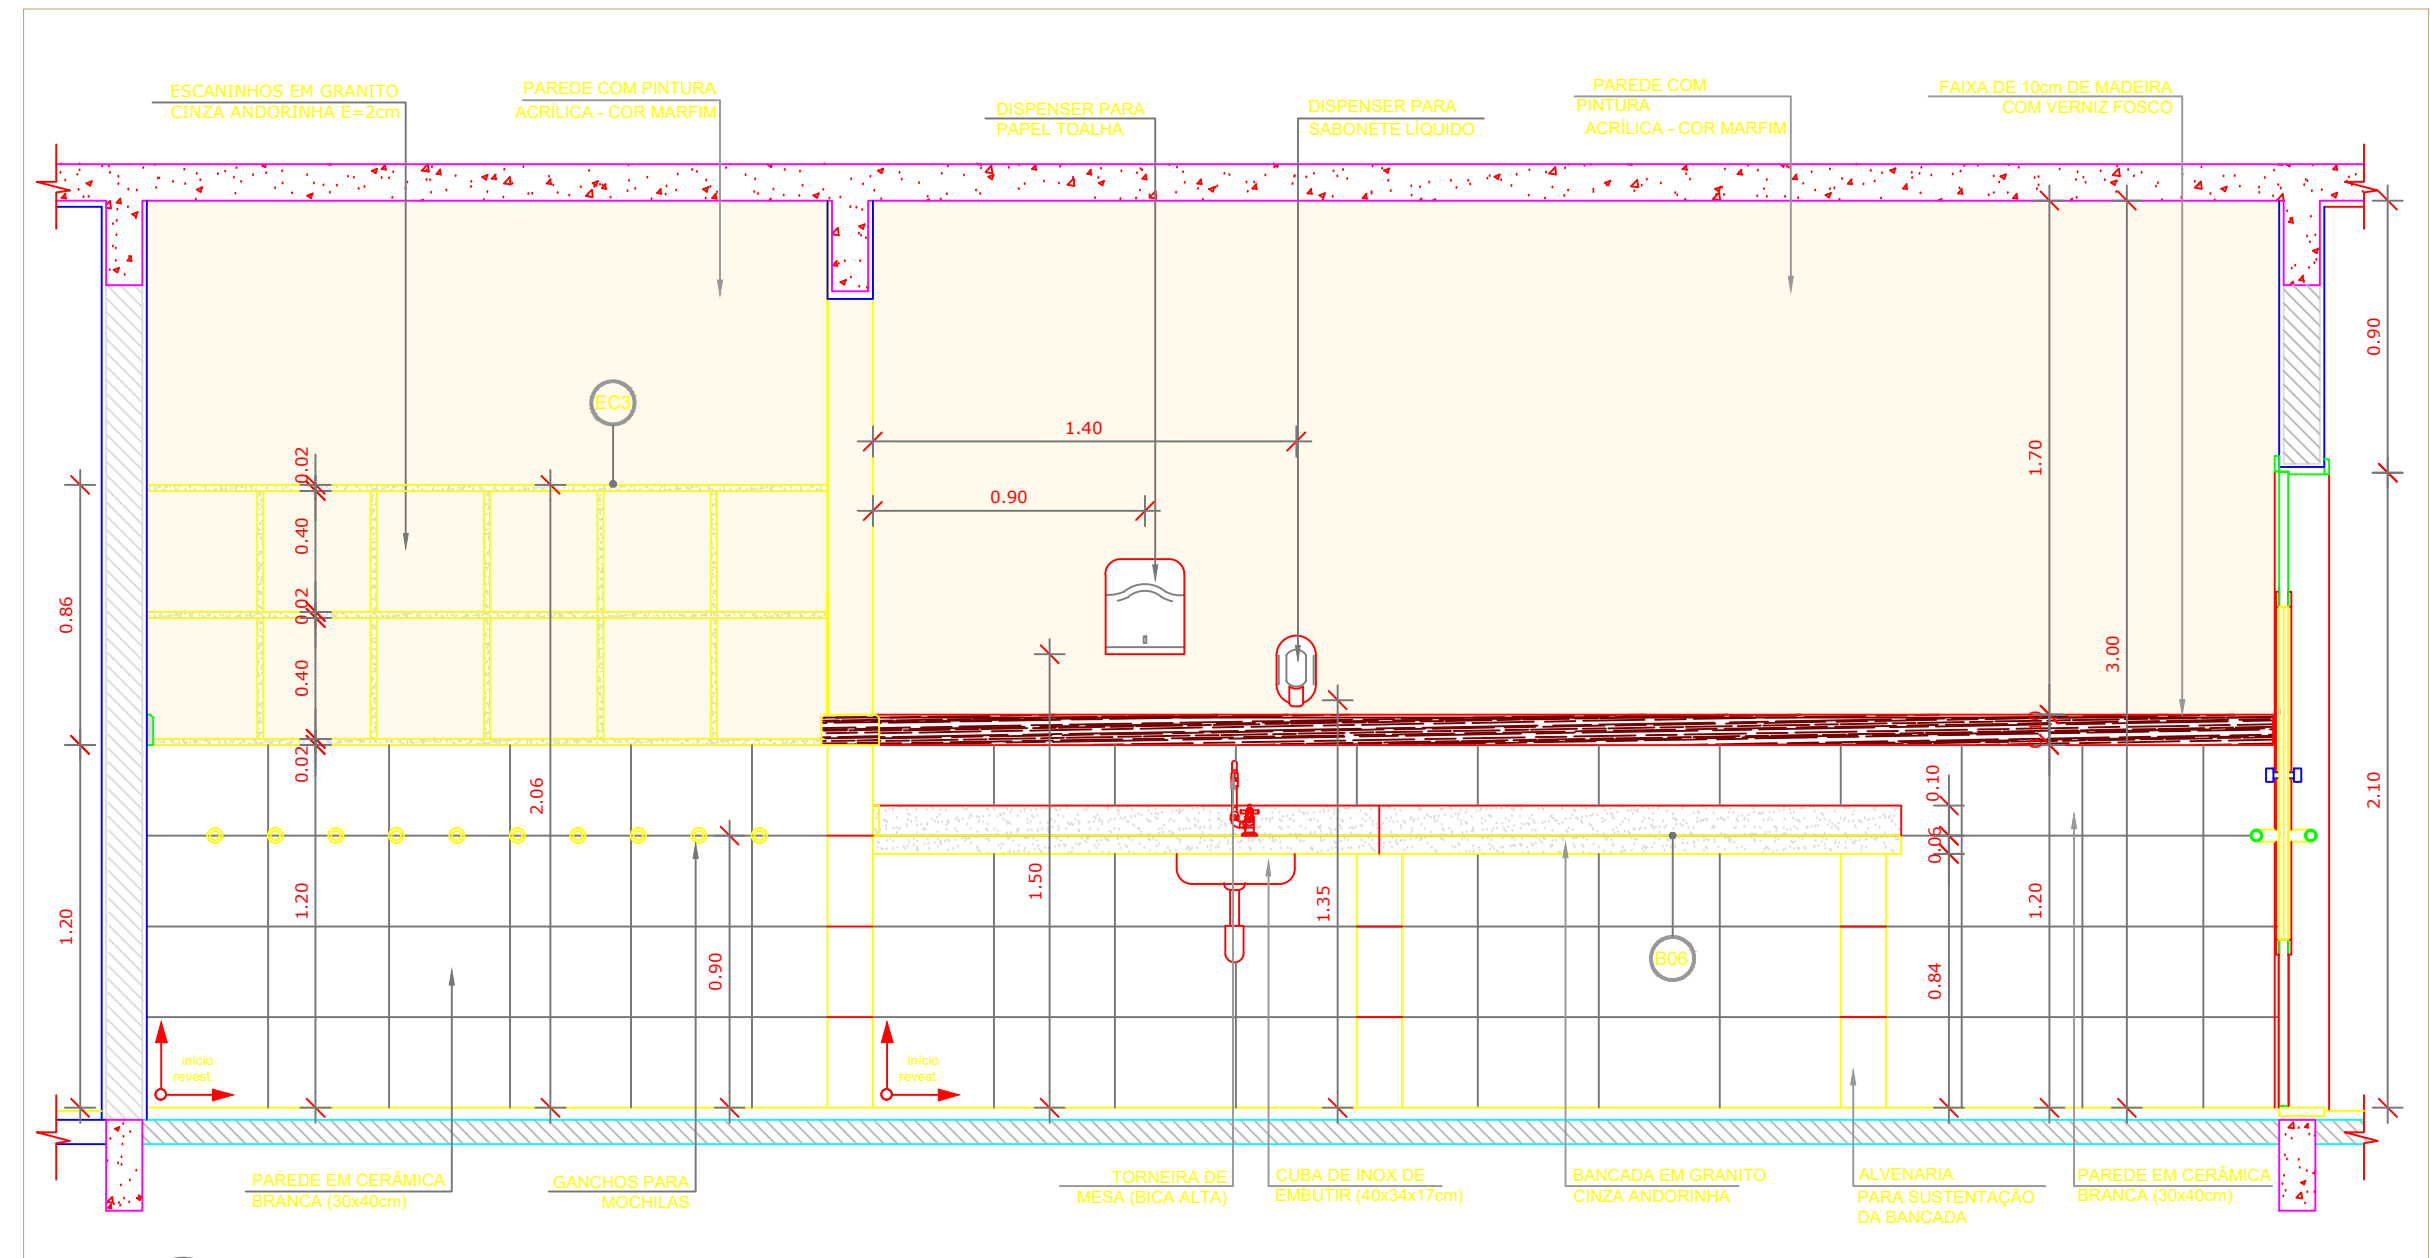 ESCANINHOS EM GRANITO
CINZA ANDORINHA E=2cm
PAREDE COM PINTURA
ACRÍLICA - COR MARFIM
DISPENSER PARA
PAPEL TOALHA
DISPENSER PARA
SABONETE LÍQUIDO
PAREDE COM
PINTURA
ACRÍLICA - COR MARFIM
FAIXA DE 10cm DE MADEIRA
COM VERNIZ FOSCO
EC3
1.40
0.90
0.02
0.40
0.02
0.40
0.02
1.20
0.86
1.20
2.06
0.90
1.50
1.35
1.70
1.20
3.00
0.90
2.10
0.10
0.06
0.84
B06
início
revest.
início
revest.
PAREDE EM CERÂMICA
BRANCA (30x40cm)
GANCHOS PARA
MOCHILAS
TORNEIRA DE
MESA (BICA ALTA)
CUBA DE INOX DE
EMBUTIR (40x34x17cm)
BANCADA EM GRANITO
CINZA ANDORINHA
ALVENARIA
PARA SUSTENTAÇÃO
DA BANCADA
PAREDE EM CERÂMICA
BRANCA (30x40cm)